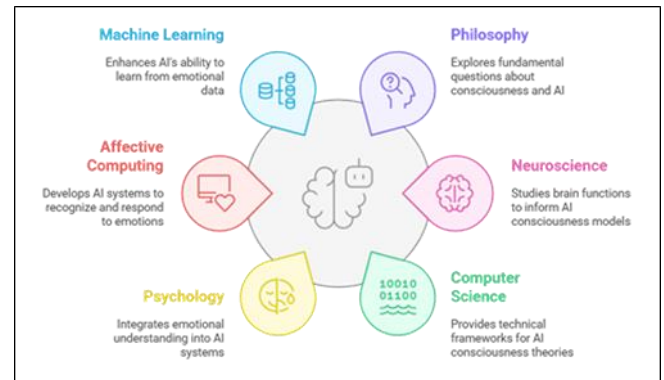 Machine Learning
Enhances AI's ability to
learn from emotional
data
Philosophy
Explores fundamental
questions about
consciousness and AI
Affective
Computing
Develops AI systems to
recognize and respond
to emotions
Neuroscience
Studies brain functions
to inform AI
consciousness models
Psychology
Integrates emotional
understanding into AI
systems
10010
01100
Computer
Science
Provides technical
frameworks for AI
consciousness theories